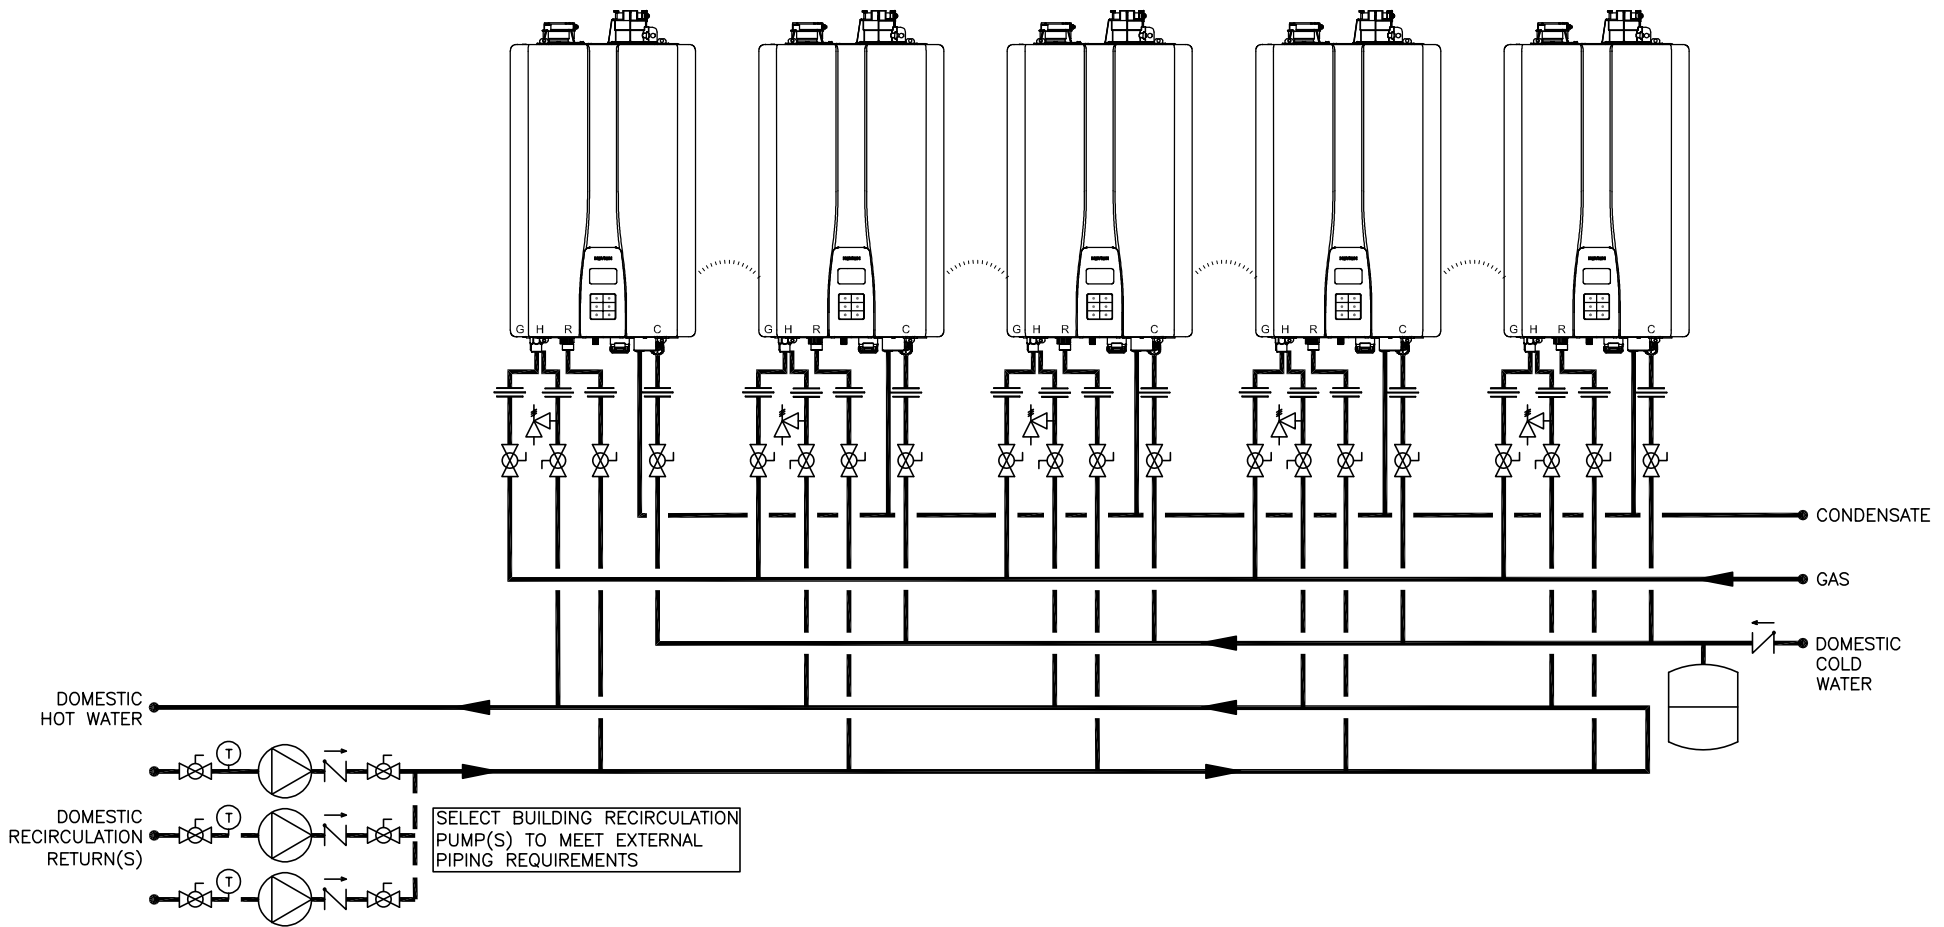 G H R C
G H R C
G H R C
G H R C
G H R C
CONDENSATE
GAS
DOMESTIC
COLD
WATER
DOMESTIC
HOT WATER
T
T
T
DOMESTIC
RECIRCULATION
RETURN(S)
SELECT BUILDING RECIRCULATION
PUMP(S) TO MEET EXTERNAL
PIPING REQUIREMENTS